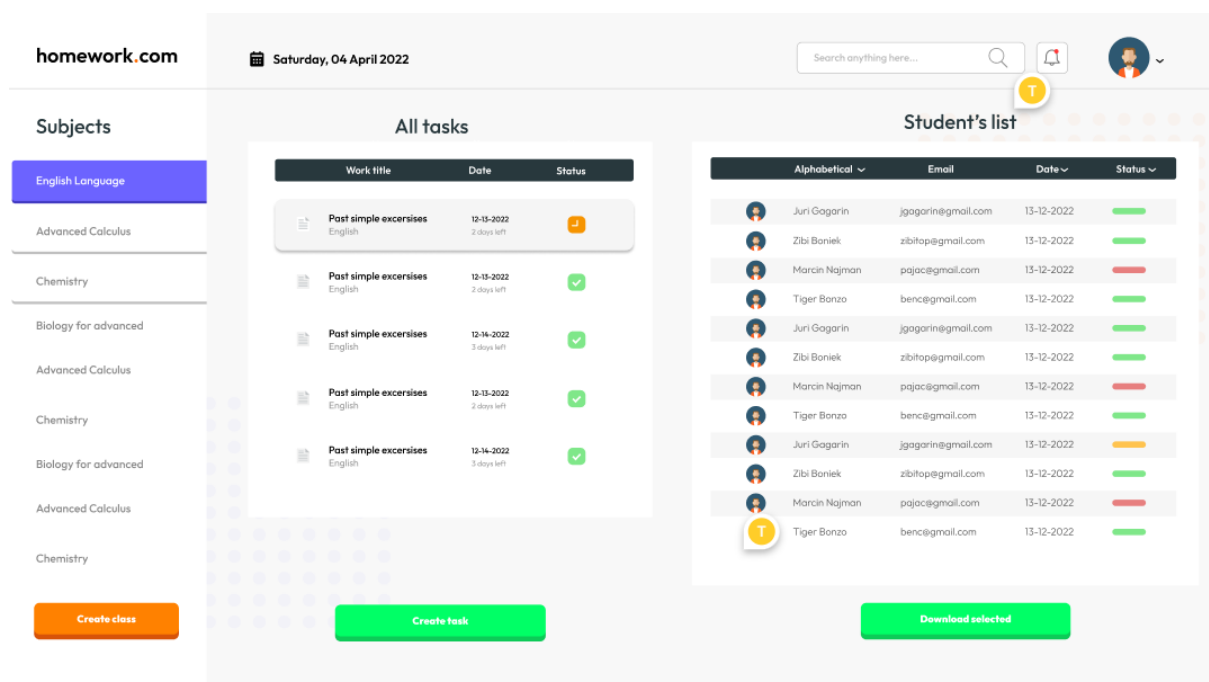 homework.com
Saturday, 04 April 2022
Search anything here...
T
Subjects
English Language
Advanced Calculus
Chemistry
Biology for advanced
Advanced Calculus
Chemistry
Biology for advanced
Advanced Calculus
Chemistry
Create class
All tasks
Work title Date Status
Past simple excersises 12-13-2022
English 2 days left
Past simple excersises 12-13-2022
English 2 days left
Past simple excersises 12-14-2022
English 3 days left
Past simple excersises 12-13-2022
English 2 days left
Past simple excersises 12-14-2022
English 3 days left
Create task
Student's list
Alphabetical Email Date Status
Juri Gagarin jgagarin@gmail.com 13-12-2022
Zibi Boniek zibitop@gmail.com 13-12-2022
Marcin Najman pajac@gmail.com 13-12-2022
Tiger Bonzo benc@gmail.com 13-12-2022
Juri Gagarin jgagarin@gmail.com 13-12-2022
Zibi Boniek zibitop@gmail.com 13-12-2022
Marcin Najman pajac@gmail.com 13-12-2022
Tiger Bonzo benc@gmail.com 13-12-2022
Juri Gagarin jgagarin@gmail.com 13-12-2022
Zibi Boniek zibitop@gmail.com 13-12-2022
Marcin Najman pajac@gmail.com 13-12-2022
T Tiger Bonzo benc@gmail.com 13-12-2022
Download selected